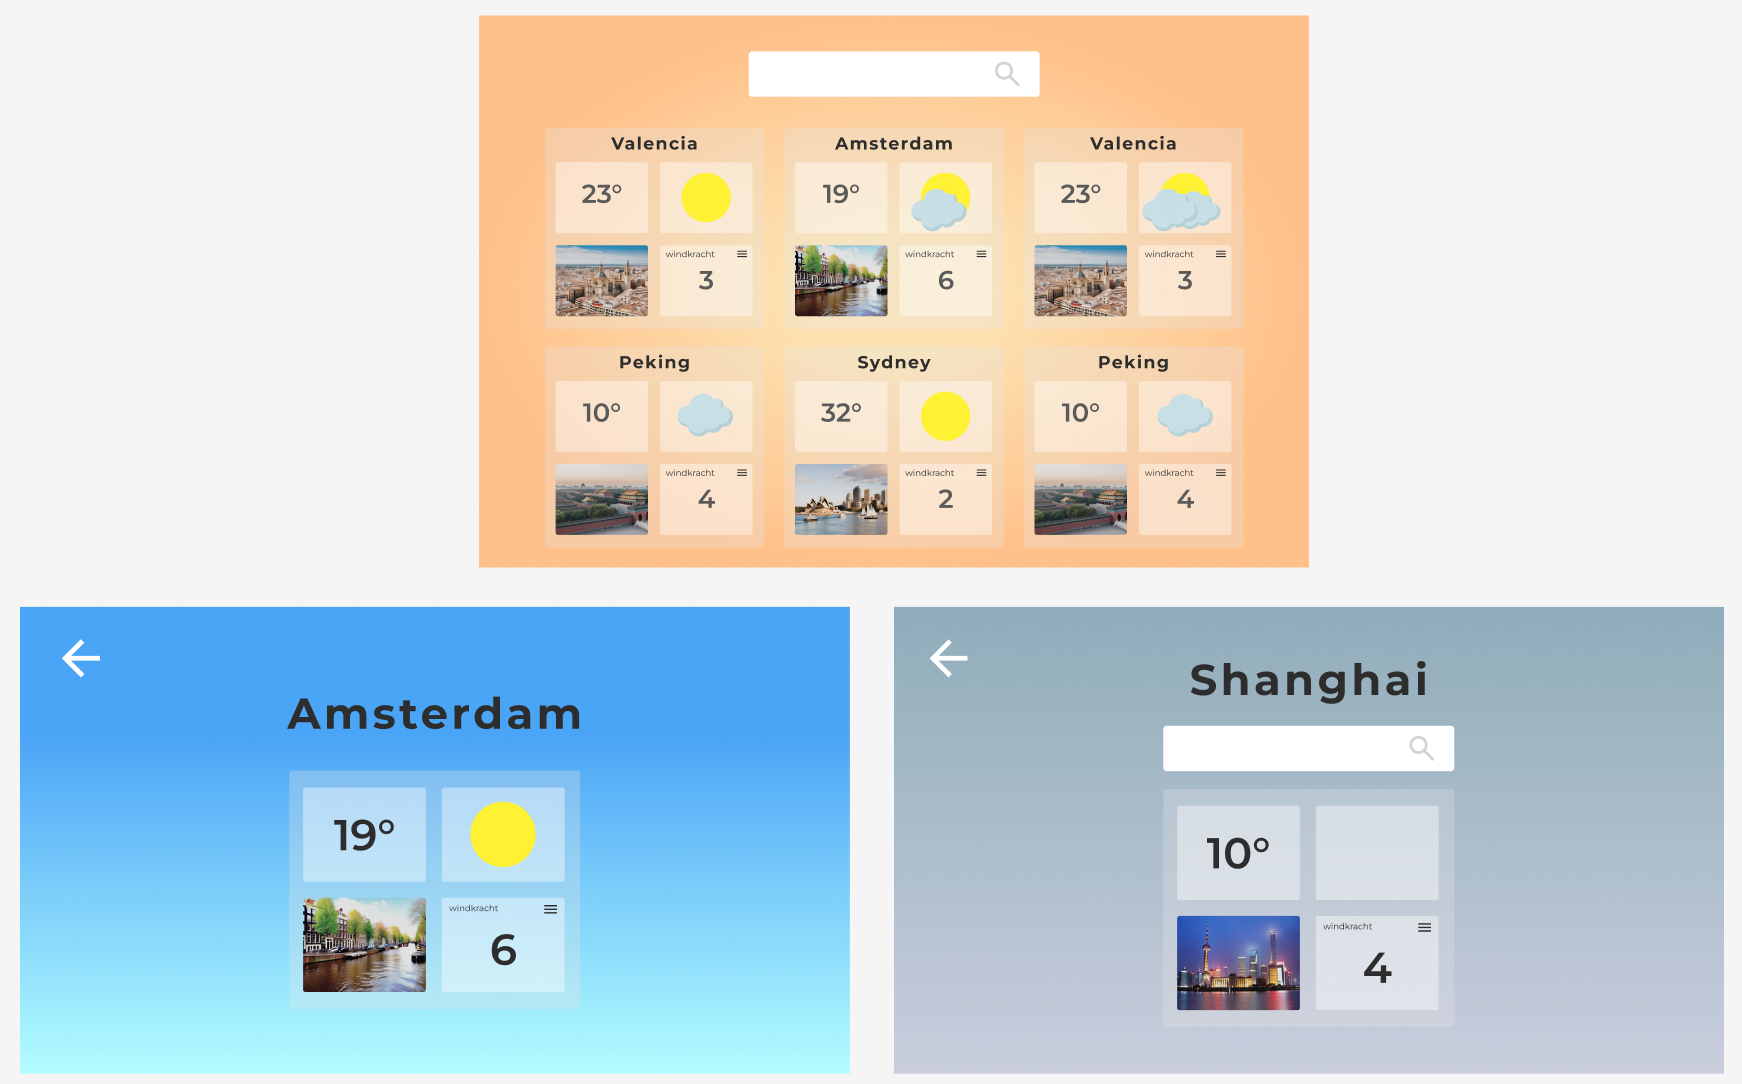 Valencia
23°
windkracht
3
Amsterdam
19°
windkracht
6
Valencia
23°
windkracht
3
Peking
10°
windkracht
4
Sydney
32°
windkracht
2
Peking
10°
windkracht
4
Amsterdam
19°
windkracht
6
Shanghai
10°
windkracht
4